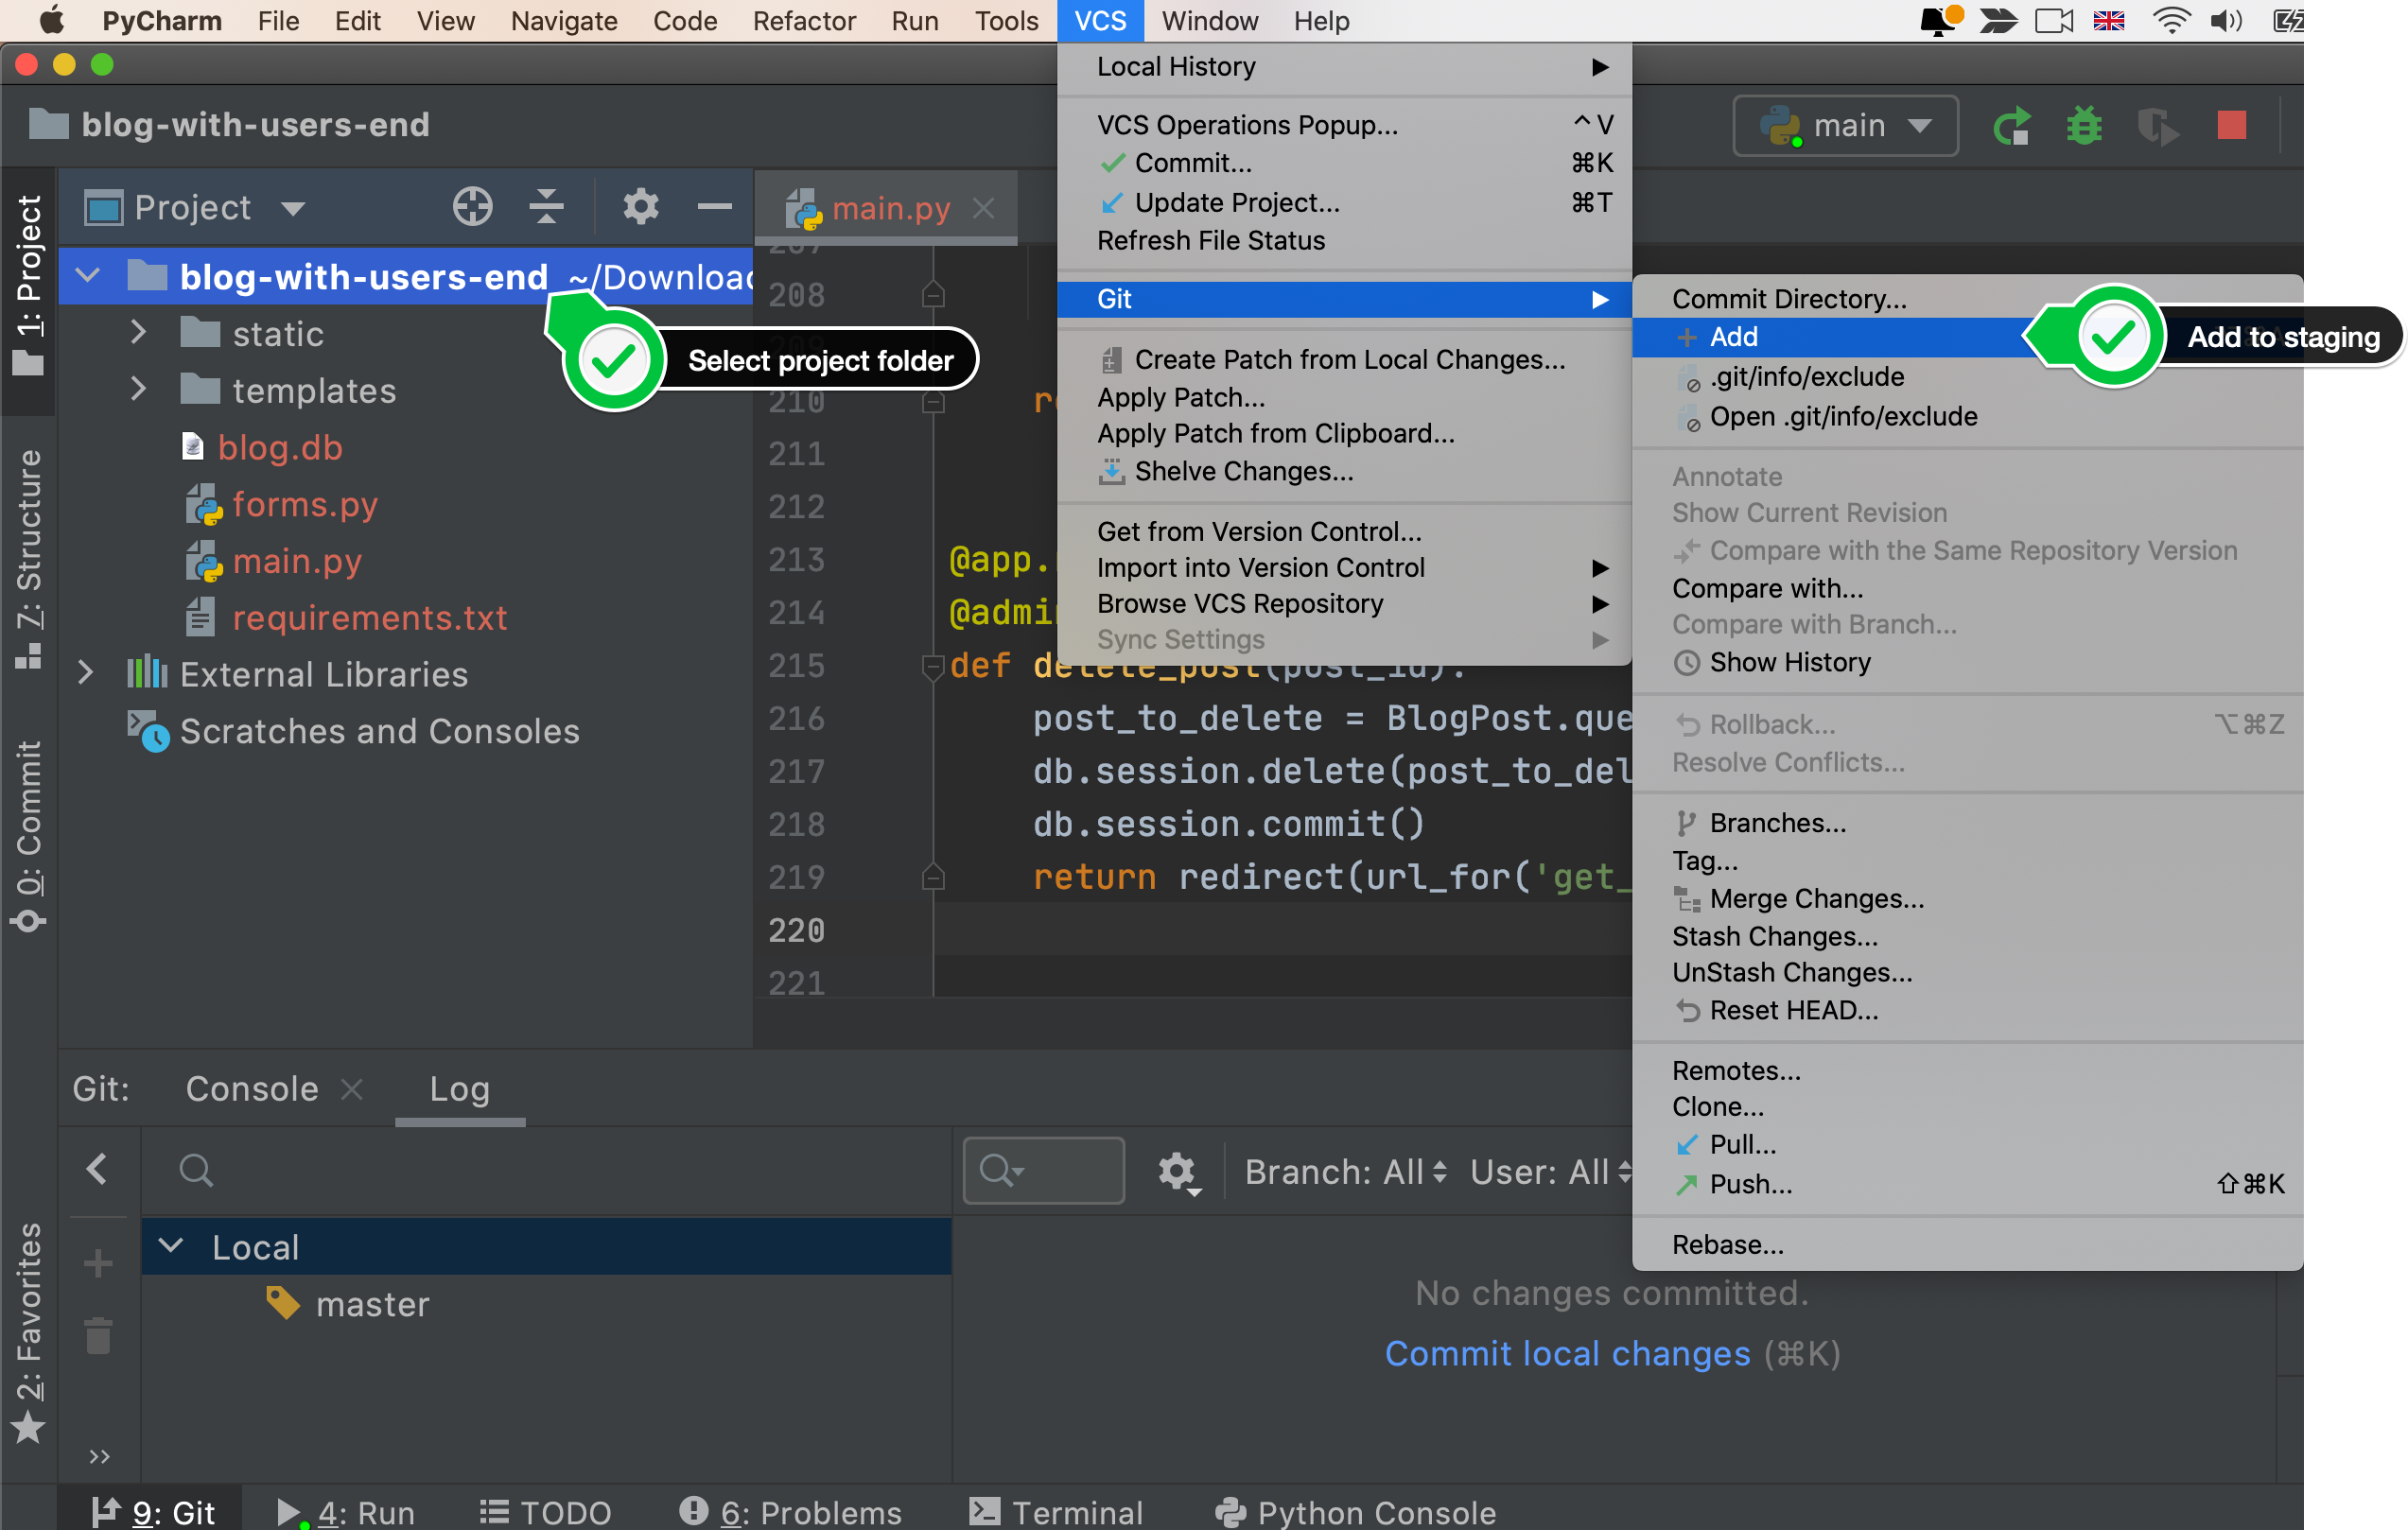 PyCharm File Edit View Navigate Code Refactor Run Tools VCS Window Help
blog-with-users-end
main
1: Project
Z: Structure
0: Commit
2: Favorites
Project
blog-with-users-end ~/Download
static
templates
blog.db
forms.py
main.py
requirements.txt
External Libraries
Scratches and Consoles
Select project folder
main.py
207
208
209
210
211
212
213 @app.
214 @admi
215 def delete_post(post_id):
216 post_to_delete = BlogPost.que
217 db.session.delete(post_to_del
218 db.session.commit()
219 return redirect(url_for('get_
220
221
Local History
VCS Operations Popup... ^V
Commit... ⌘K
Update Project... ⌘T
Refresh File Status
Git
Create Patch from Local Changes...
Apply Patch...
Apply Patch from Clipboard...
Shelve Changes...
Get from Version Control...
Import into Version Control
Browse VCS Repository
Sync Settings
Commit Directory...
Add
Add to staging
.git/info/exclude
Open .git/info/exclude
Annotate
Show Current Revision
Compare with the Same Repository Version
Compare with...
Compare with Branch...
Show History
Rollback... ⌥⌘Z
Resolve Conflicts...
Branches...
Tag...
Merge Changes...
Stash Changes...
UnStash Changes...
Reset HEAD...
Remotes...
Clone...
Pull...
Push... ⇧⌘K
Rebase...
Git: Console Log
Branch: All User: All
Local
master
No changes committed.
Commit local changes (⌘K)
9: Git 4: Run TODO 6: Problems Terminal Python Console